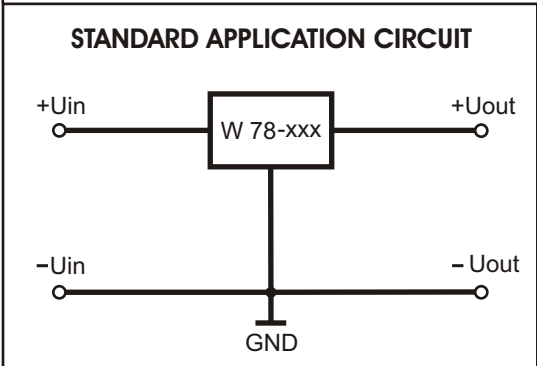 STANDARD APPLICATION CIRCUIT
+Uin
+Uout
W 78-xxx
−Uin
− Uout
GND